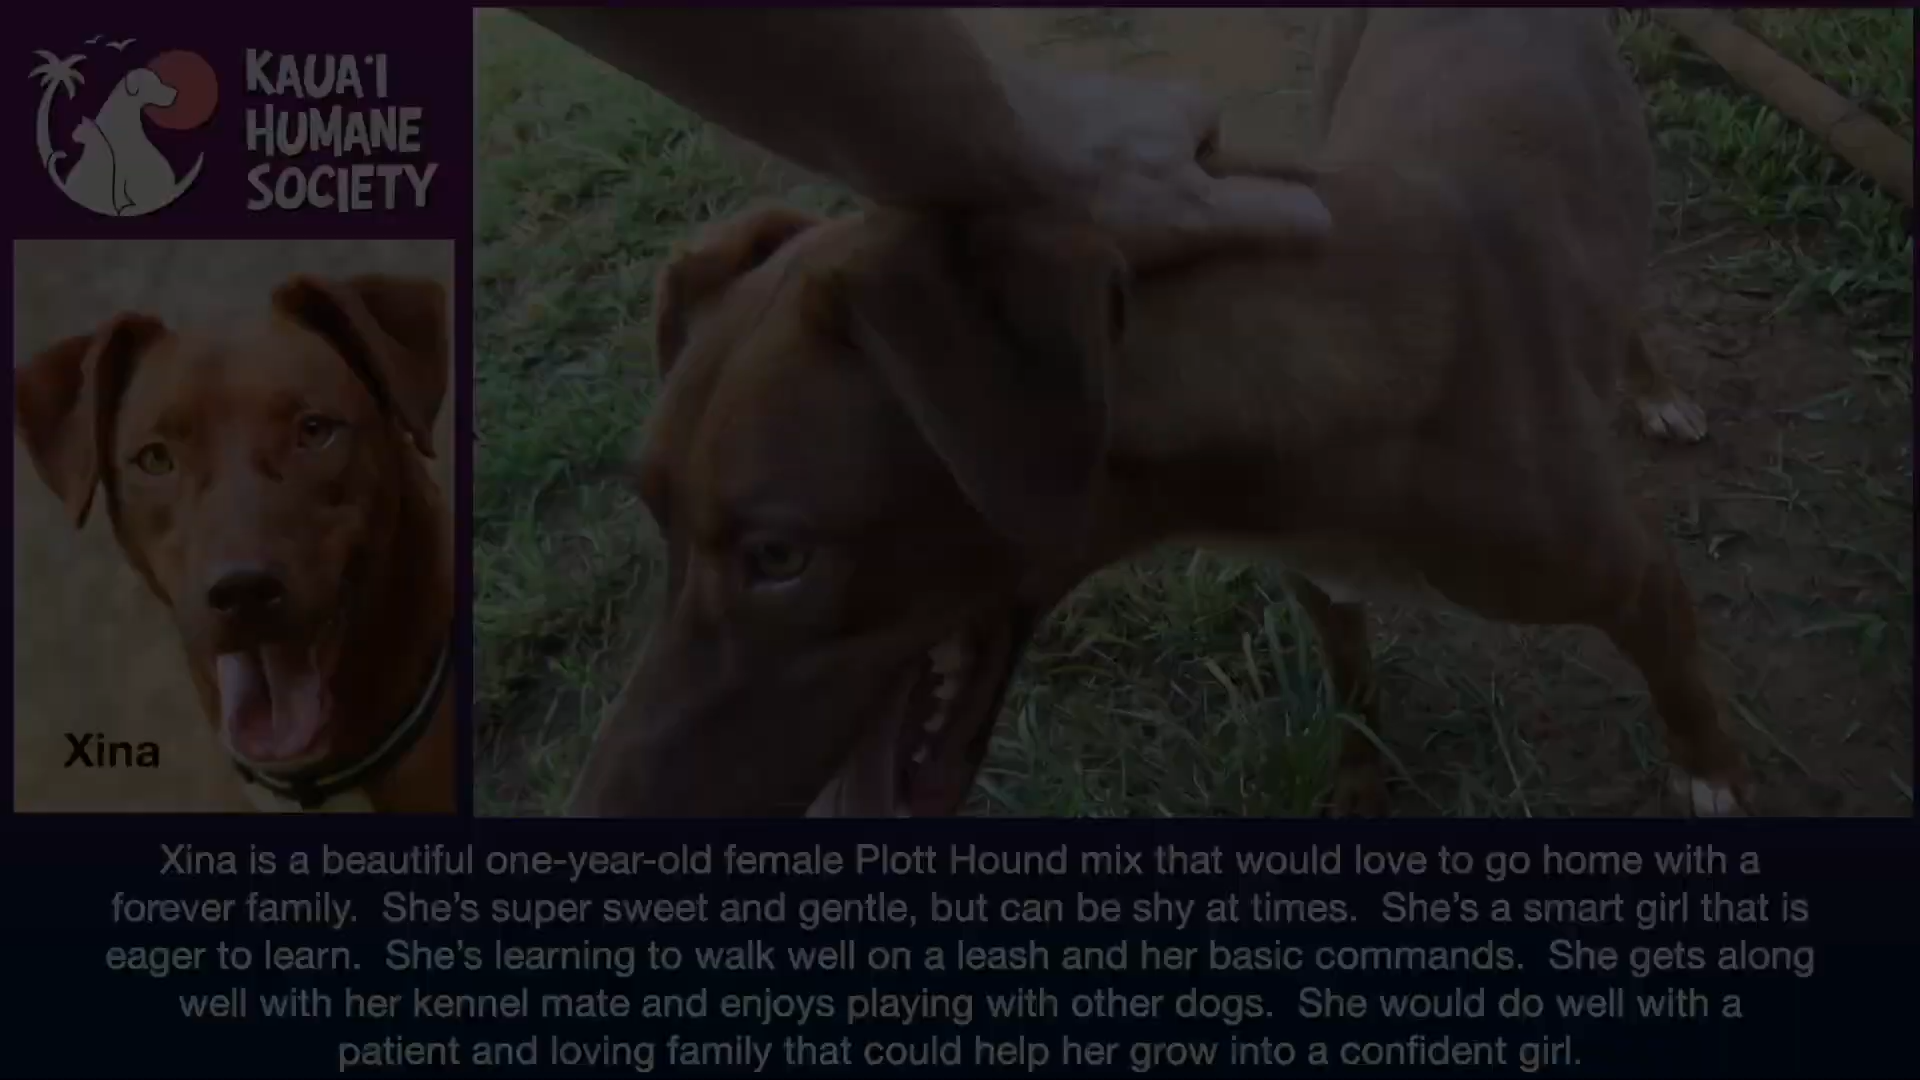 KAUAʻI
HUMANE
SOCIETY
Xina
Xina is a beautiful one-year-old female Plott Hound mix that would love to go home with a
forever family.  She’s super sweet and gentle, but can be shy at times.  She’s a smart girl that is
eager to learn.  She’s learning to walk well on a leash and her basic commands.  She gets along
well with her kennel mate and enjoys playing with other dogs.  She would do well with a
patient and loving family that could help her grow into a confident girl.